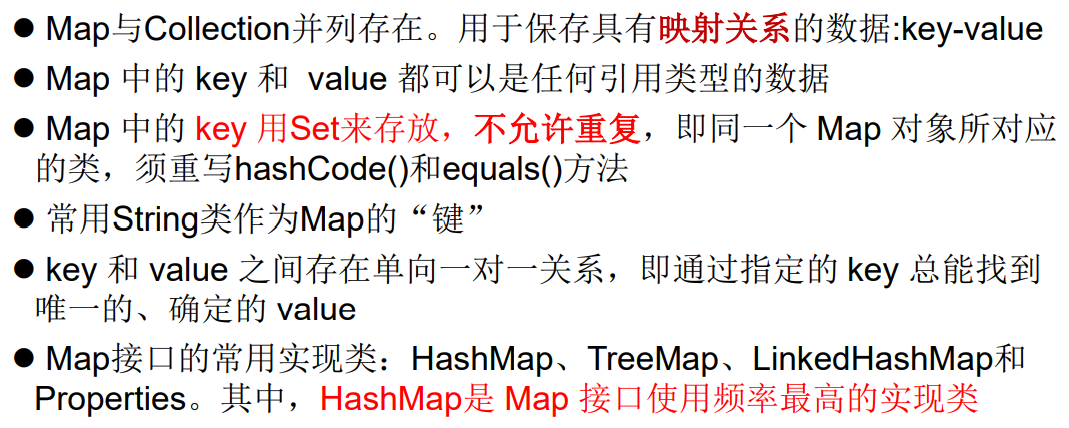 ● Map与Collection并列存在。用于保存具有映射关系的数据:key-value
● Map 中的 key 和 value 都可以是任何引用类型的数据
● Map 中的 key 用Set来存放，不允许重复，即同一个 Map 对象所对应
的类，须重写hashCode()和equals()方法
● 常用String类作为Map的“键”
● key 和 value 之间存在单向一对一关系，即通过指定的 key 总能找到
唯一的、确定的 value
● Map接口的常用实现类：HashMap、TreeMap、LinkedHashMap和
Properties。其中，HashMap是 Map 接口使用频率最高的实现类